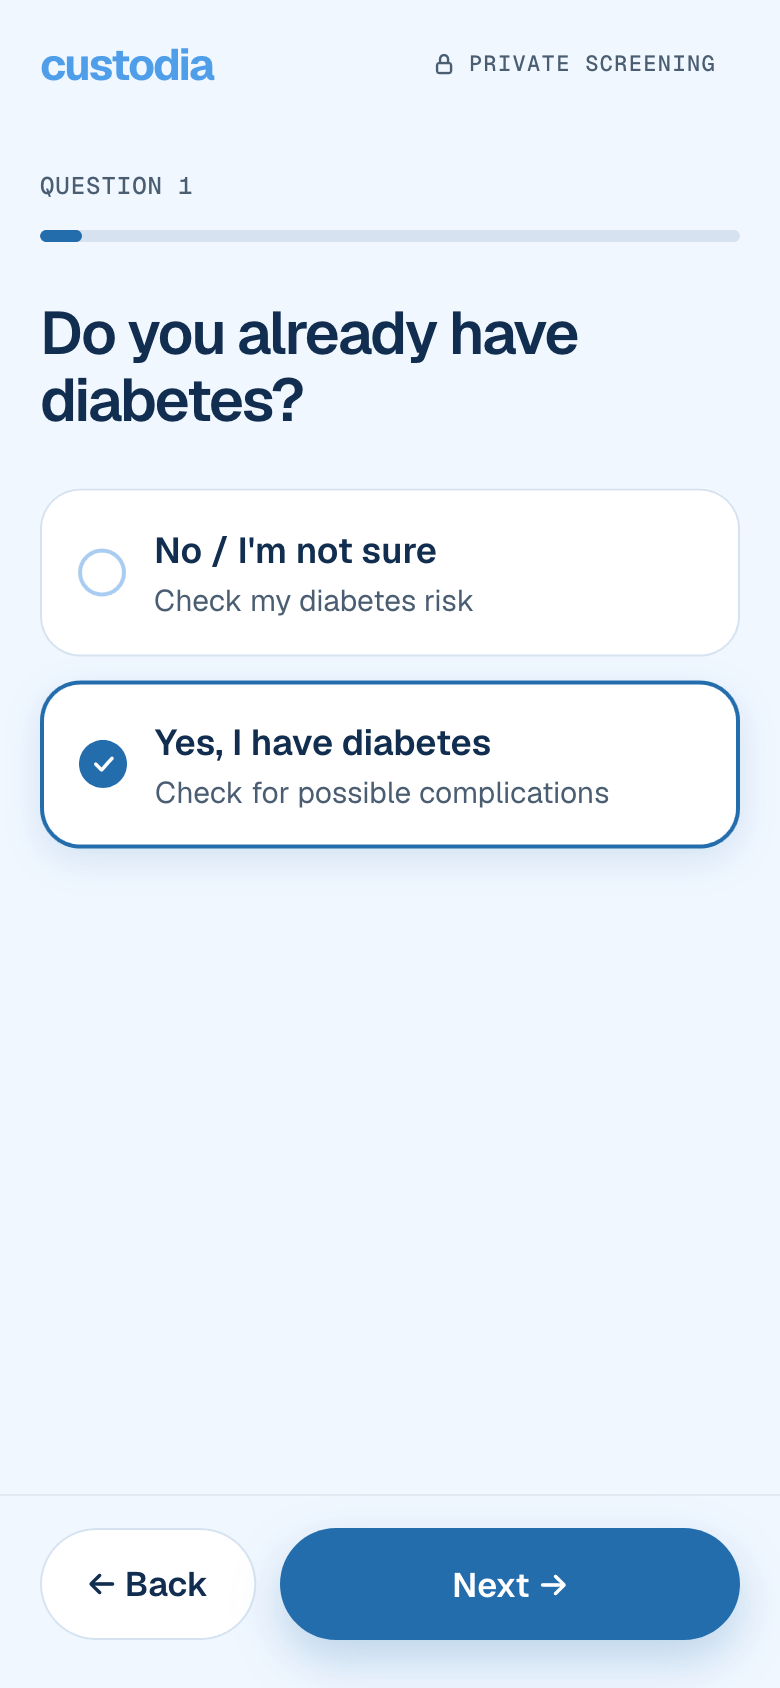 custodia
PRIVATE SCREENING
QUESTION 1
Do you already have
diabetes?
No / I'm not sure
Check my diabetes risk
Yes, I have diabetes
Check for possible complications
← Back
Next →